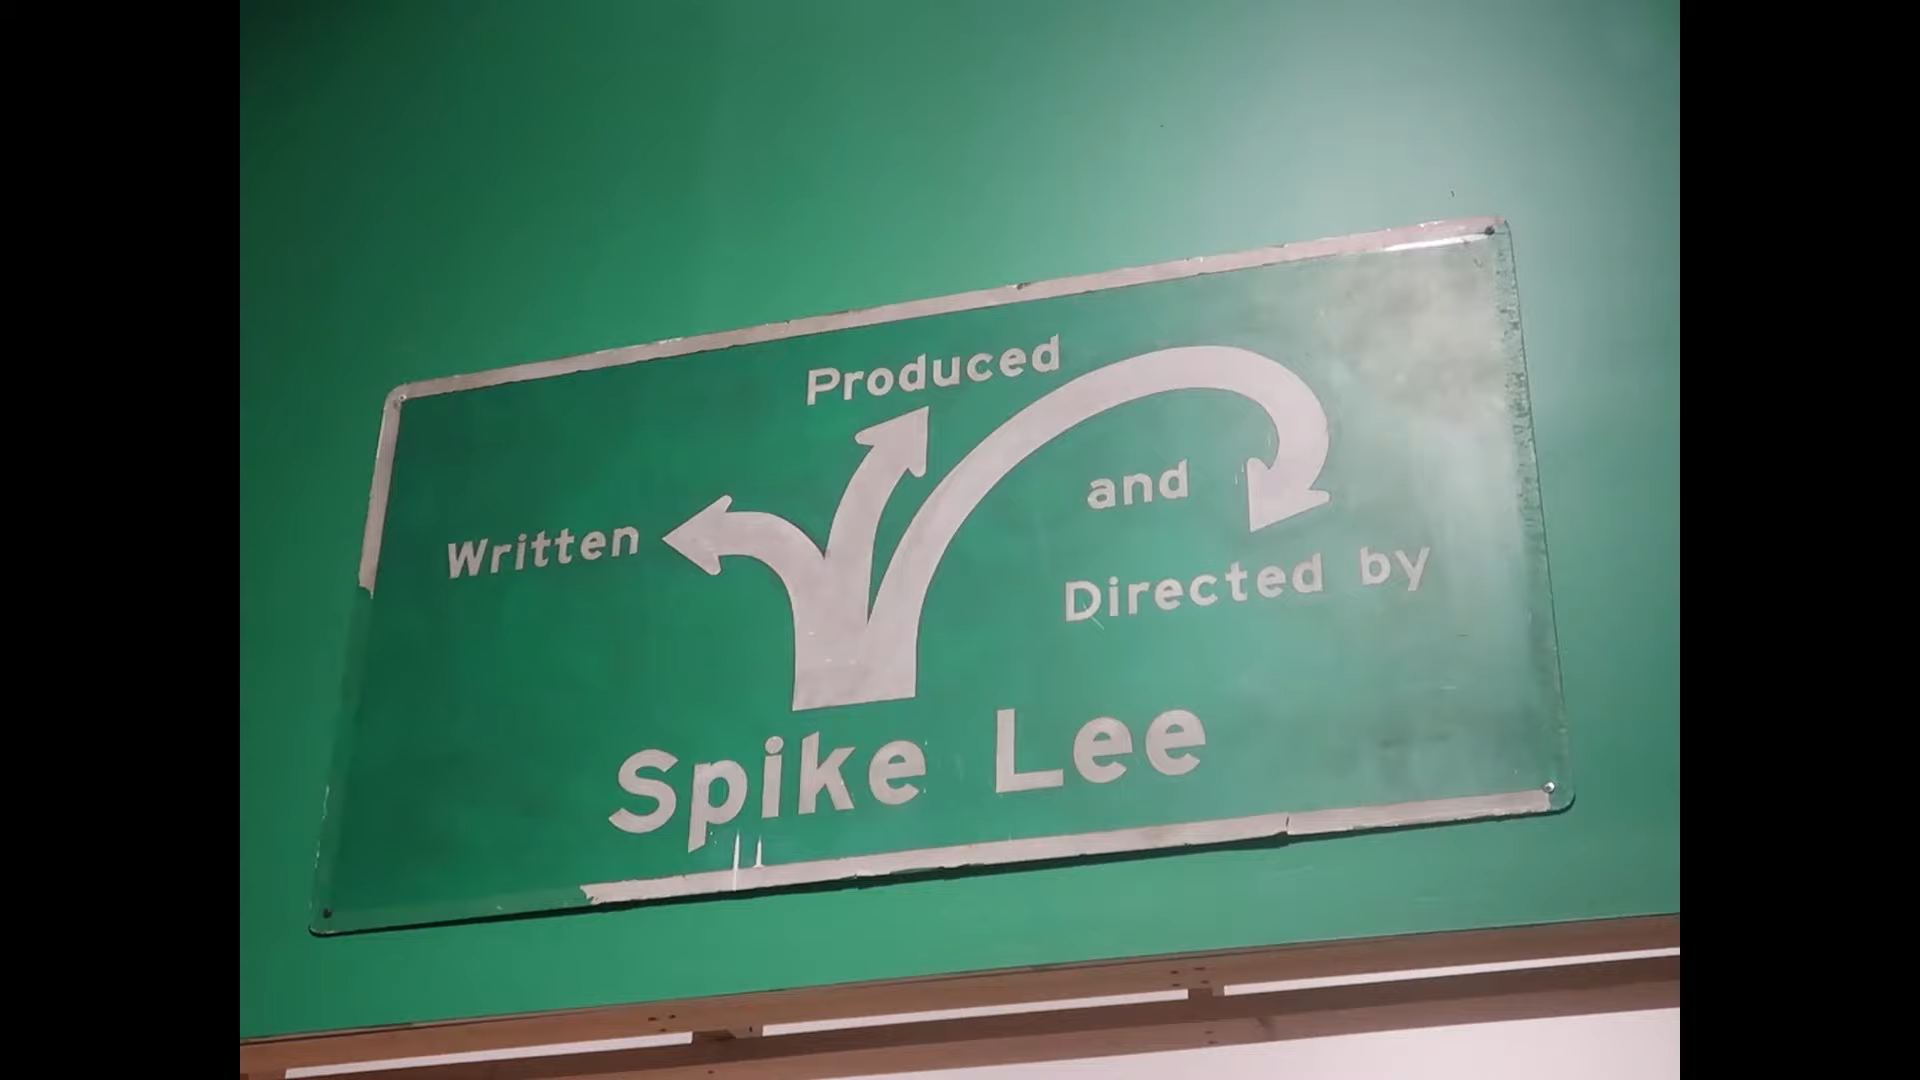 Produced
Written
and
Directed by
Spike Lee